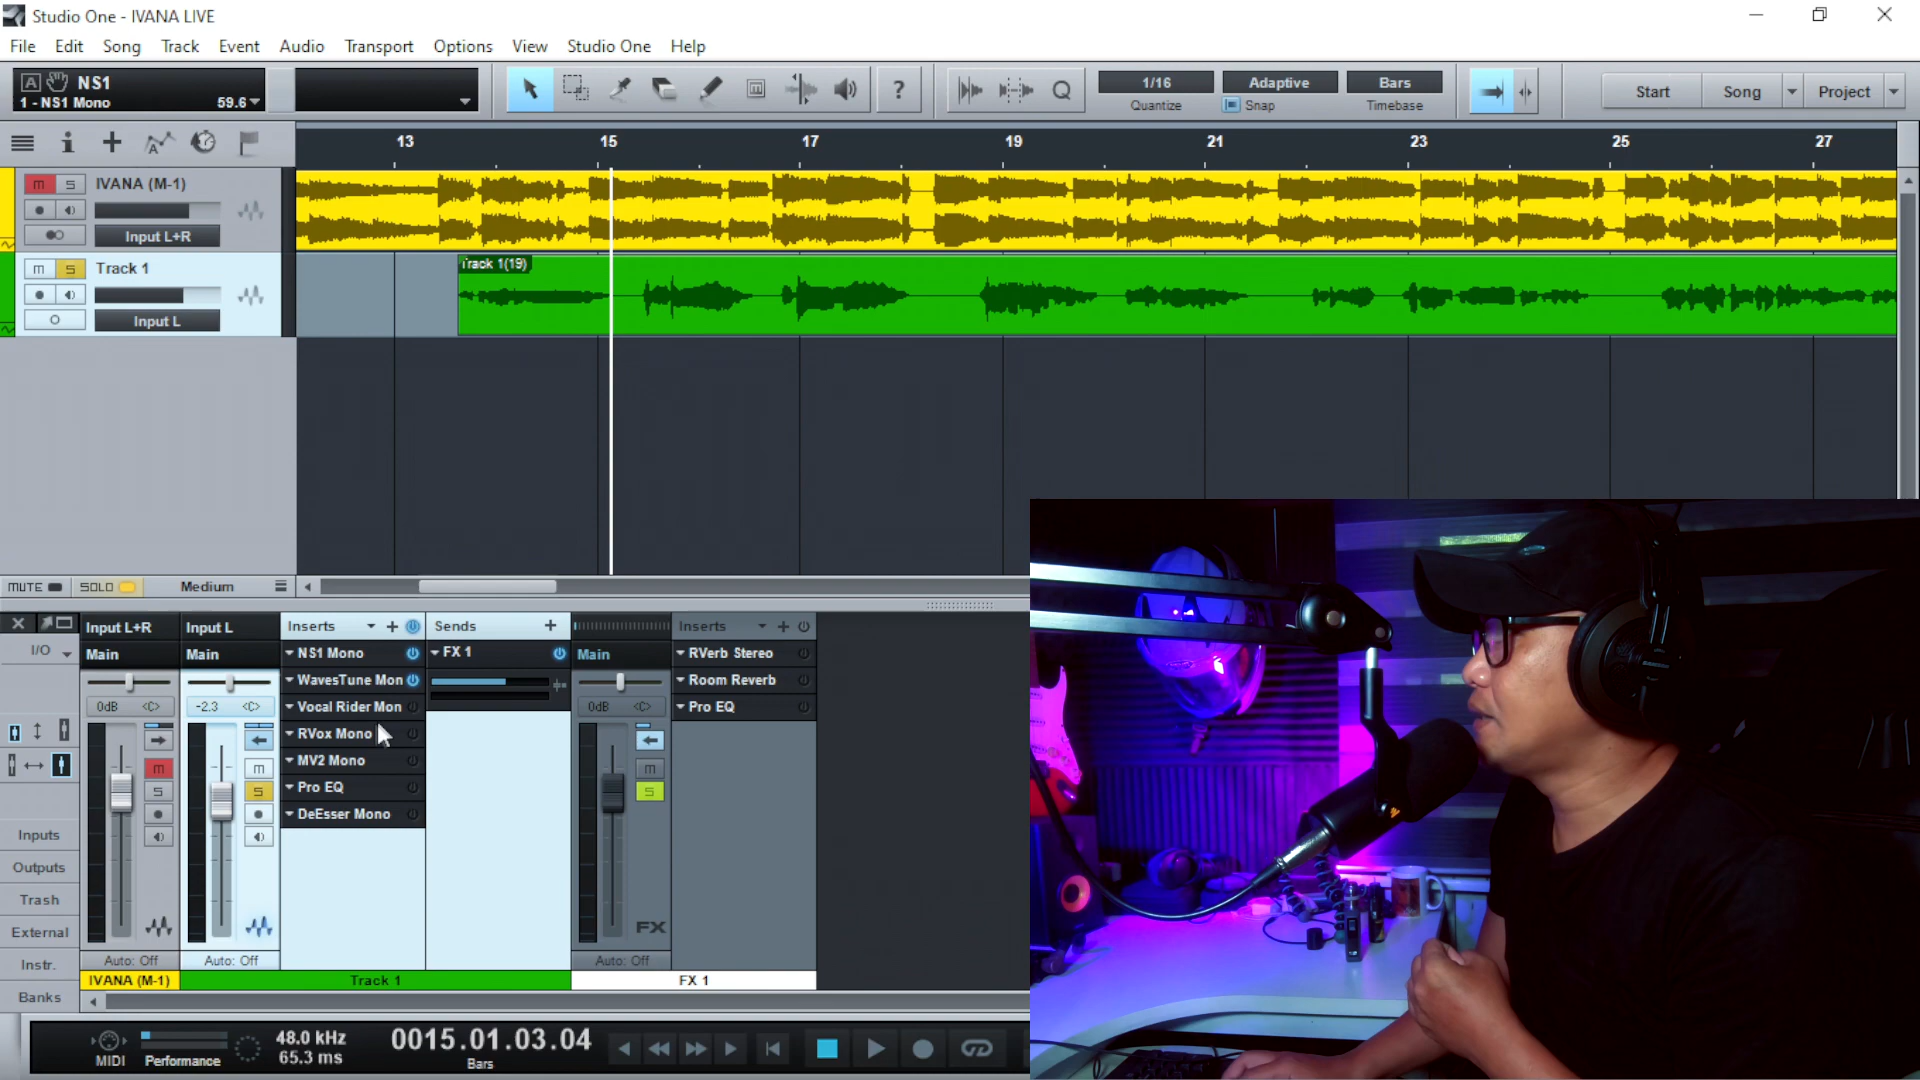 Studio One - IVANA LIVE
File Edit Song Track Event Audio Transport Options View Studio One Help
A NS1
1 - NS1 Mono 59.6
? Q
1/16 Adaptive Bars
Quantize Snap Timebase
Start Song Project
13 15 17 19 21 23 25 27
M S IVANA (M-1)
Input L+R
M S Track 1
Input L
Track 1(19)
MUTE SOLO Medium
Input L+R Input L Inserts Sends Inserts
I/O Main Main NS1 Mono FX 1 Main RVerb Stereo
WavesTune Mon Room Reverb
0dB <C> -2.3 <C> Vocal Rider Mon 0dB <C> Pro EQ
RVox Mono
M M MV2 Mono M
S S Pro EQ S
DeEsser Mono
Inputs
Outputs
Trash
External FX
Instr. Auto: Off Auto: Off Auto: Off
IVANA (M-1) Track 1 FX 1
Banks
MIDI Performance 48.0 kHz
65.3 ms
0015.01.03.04
Bars